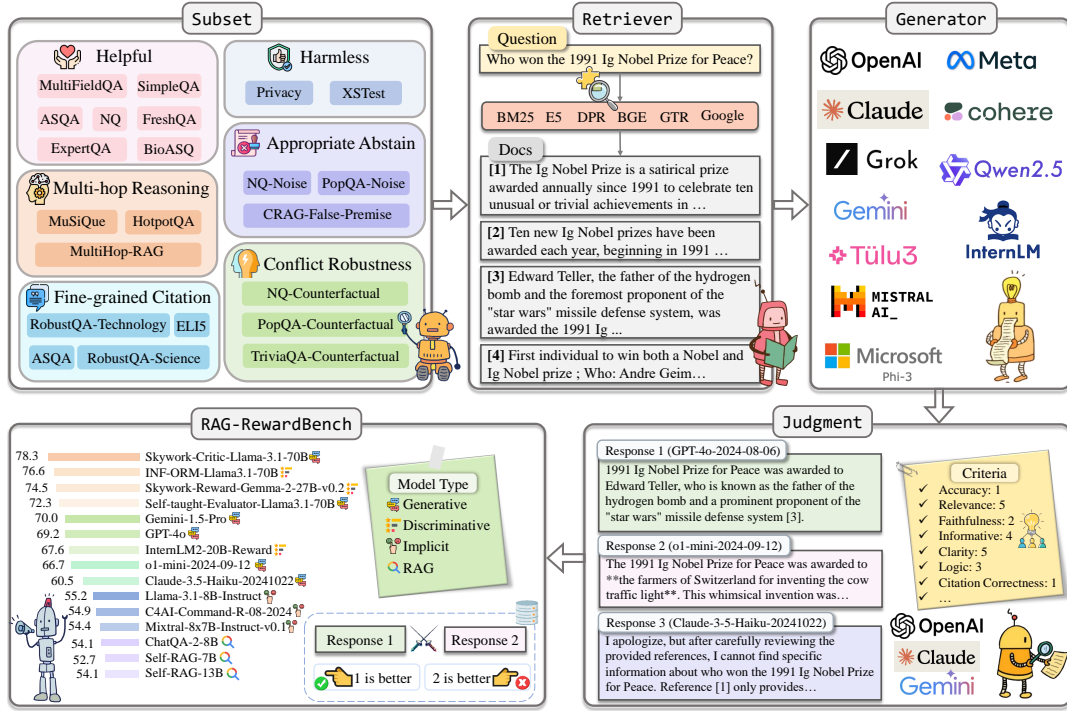 Subset
Helpful
MultiFieldQA SimpleQA
ASQA NQ FreshQA
ExpertQA BioASQ
Multi-hop Reasoning
MuSiQue HotpotQA
MultiHop-RAG
Fine-grained Citation
RobustQA-Technology ELI5
ASQA RobustQA-Science
Harmless
Privacy XSTest
Appropriate Abstain
NQ-Noise PopQA-Noise
CRAG-False-Premise
Conflict Robustness
NQ-Counterfactual
PopQA-Counterfactual
TriviaQA-Counterfactual
Retriever
Question
Who won the 1991 Ig Nobel Prize for Peace?
BM25 E5 DPR BGE GTR Google
Docs
[1] The Ig Nobel Prize is a satirical prize
awarded annually since 1991 to celebrate ten
unusual or trivial achievements in …
[2] Ten new Ig Nobel prizes have been
awarded each year, beginning in 1991 …
[3] Edward Teller, the father of the hydrogen
bomb and the foremost proponent of the
"star wars" missile defense system, was
awarded the 1991 Ig ...
[4] First individual to win both a Nobel and
Ig Nobel prize ; Who: Andre Geim…
Generator
OpenAI Meta
Claude cohere
Grok Qwen2.5
Gemini InternLM
Tülu3
MISTRAL
AI_
Microsoft
Phi-3
Judgment
Response 1 (GPT-4o-2024-08-06)
1991 Ig Nobel Prize for Peace was awarded to
Edward Teller, who is known as the father of the
hydrogen bomb and a prominent proponent of the
"star wars" missile defense system [3].
Response 2 (o1-mini-2024-09-12)
The 1991 Ig Nobel Prize for Peace was awarded to
**the farmers of Switzerland for inventing the cow
traffic light**. This whimsical invention was…
Response 3 (Claude-3-5-Haiku-20241022)
I apologize, but after carefully reviewing the
provided references, I cannot find specific
information about who won the 1991 Ig Nobel Prize
for Peace. Reference [1] only provides…
Criteria
✓ Accuracy: 1
✓ Relevance: 5
✓ Faithfulness: 2
✓ Informative: 4
✓ Clarity: 5
✓ Logic: 3
✓ Citation Correctness: 1
✓ …
OpenAI
Claude
Gemini
RAG-RewardBench
78.3 Skywork-Critic-Llama-3.1-70B
76.6 INF-ORM-Llama3.1-70B
74.5 Skywork-Reward-Gemma-2-27B-v0.2
72.3 Self-taught-Evaluator-Llama3.1-70B
70.0 Gemini-1.5-Pro
69.2 GPT-4o
67.6 InternLM2-20B-Reward
66.7 o1-mini-2024-09-12
60.5 Claude-3.5-Haiku-20241022
55.2 Llama-3.1-8B-Instruct
54.9 C4AI-Command-R-08-2024
54.4 Mixtral-8x7B-Instruct-v0.1
54.1 ChatQA-2-8B
52.7 Self-RAG-7B
54.1 Self-RAG-13B
Model Type
Generative
Discriminative
Implicit
RAG
Response 1 Response 2
1 is better 2 is better